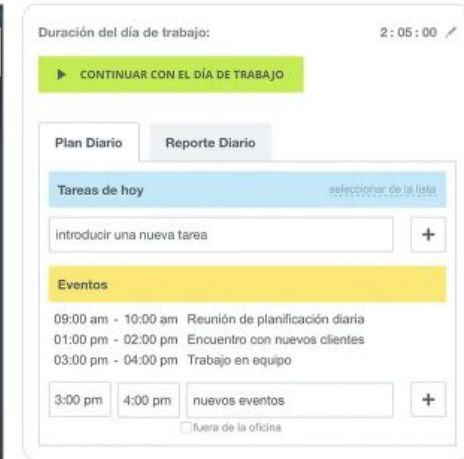 Duración del día de trabajo: 2:05:00
CONTINUAR CON EL DÍA DE TRABAJO
Plan Diario Reporte Diario
Tareas de hoy seleccionar de la lista
introducir una nueva tarea +
Eventos
09:00 am - 10:00 am Reunión de planificación diaria
01:00 pm - 02:00 pm Encuentro con nuevos clientes
03:00 pm - 04:00 pm Trabajo en equipo
3:00 pm 4:00 pm nuevos eventos +
fuera de la oficina